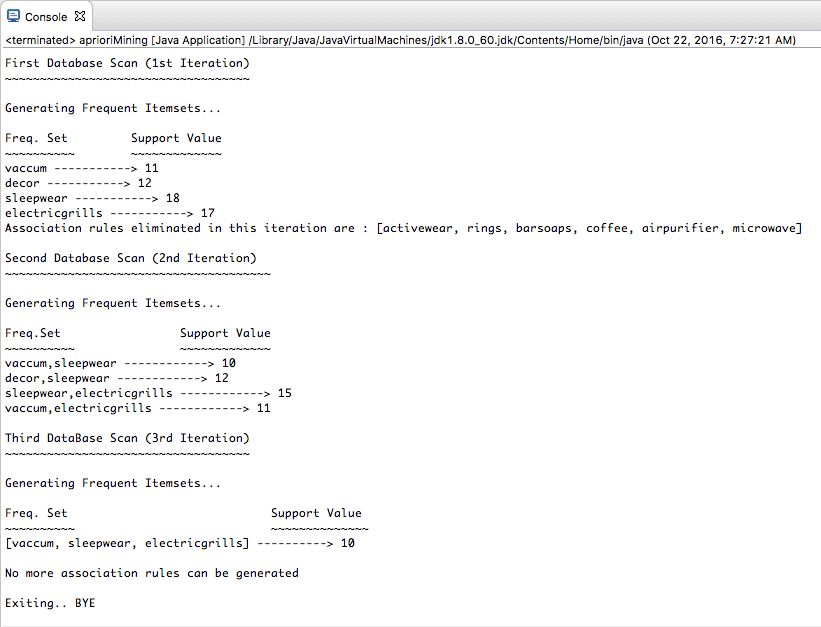 Console
<terminated> aprioriMining [Java Application] /Library/Java/JavaVirtualMachines/jdk1.8.0_60.jdk/Contents/Home/bin/java (Oct 22, 2016, 7:27:21 AM)
First Database Scan (1st Iteration)
~~~~~~~~~~~~~~~~~~~~~~~~~~~~~~~~~~~
Generating Frequent Itemsets...
Freq. Set         Support Value
~~~~~~~~~~        ~~~~~~~~~~~~~
vaccum -----------> 11
decor -----------> 12
sleepwear -----------> 18
electricgrills -----------> 17
Association rules eliminated in this iteration are : [activewear, rings, barsoaps, coffee, airpurifier, microwave]
Second Database Scan (2nd Iteration)
~~~~~~~~~~~~~~~~~~~~~~~~~~~~~~~~~~~~~~
Generating Frequent Itemsets...
Freq.Set                 Support Value
~~~~~~~~~~               ~~~~~~~~~~~~~
vaccum,sleepwear ------------> 10
decor,sleepwear ------------> 12
sleepwear,electricgrills ------------> 15
vaccum,electricgrills ------------> 11
Third DataBase Scan (3rd Iteration)
~~~~~~~~~~~~~~~~~~~~~~~~~~~~~~~~~~~
Generating Frequent Itemsets...
Freq. Set                             Support Value
~~~~~~~~~~                            ~~~~~~~~~~~~~~
[vaccum, sleepwear, electricgrills] ----------> 10
No more association rules can be generated
Exiting.. BYE